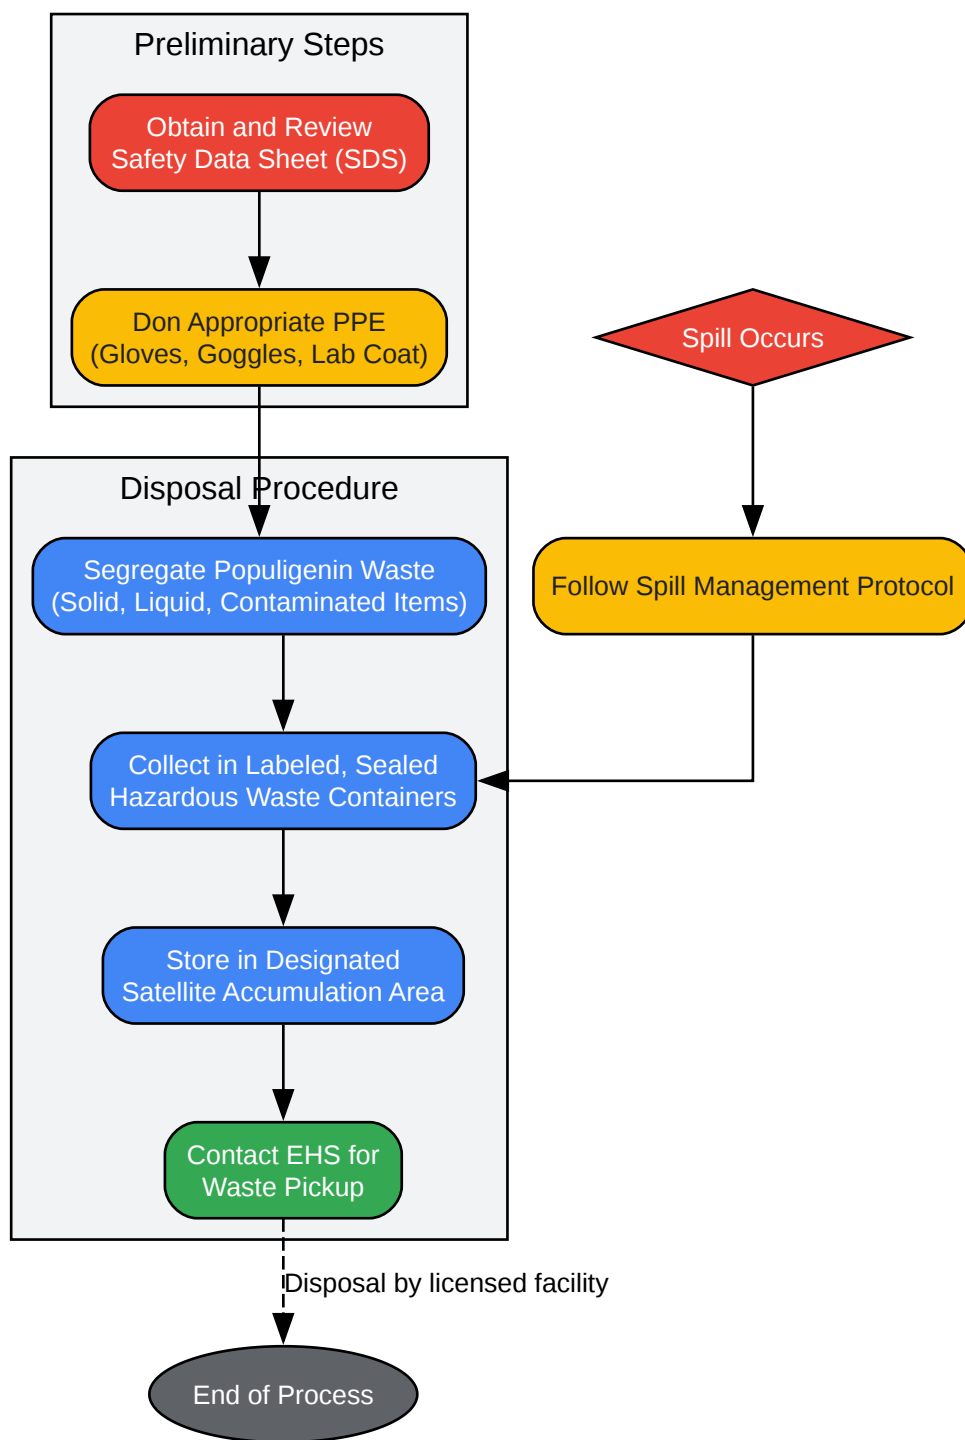 Preliminary Steps
Obtain and Review
Safety Data Sheet (SDS)
Don Appropriate PPE
(Gloves, Goggles, Lab Coat)
Spill Occurs
Disposal Procedure
Segregate Populigenin Waste
(Solid, Liquid, Contaminated Items)
Follow Spill Management Protocol
Collect in Labeled, Sealed
Hazardous Waste Containers
Store in Designated
Satellite Accumulation Area
Contact EHS for
Waste Pickup
Disposal by licensed facility
End of Process